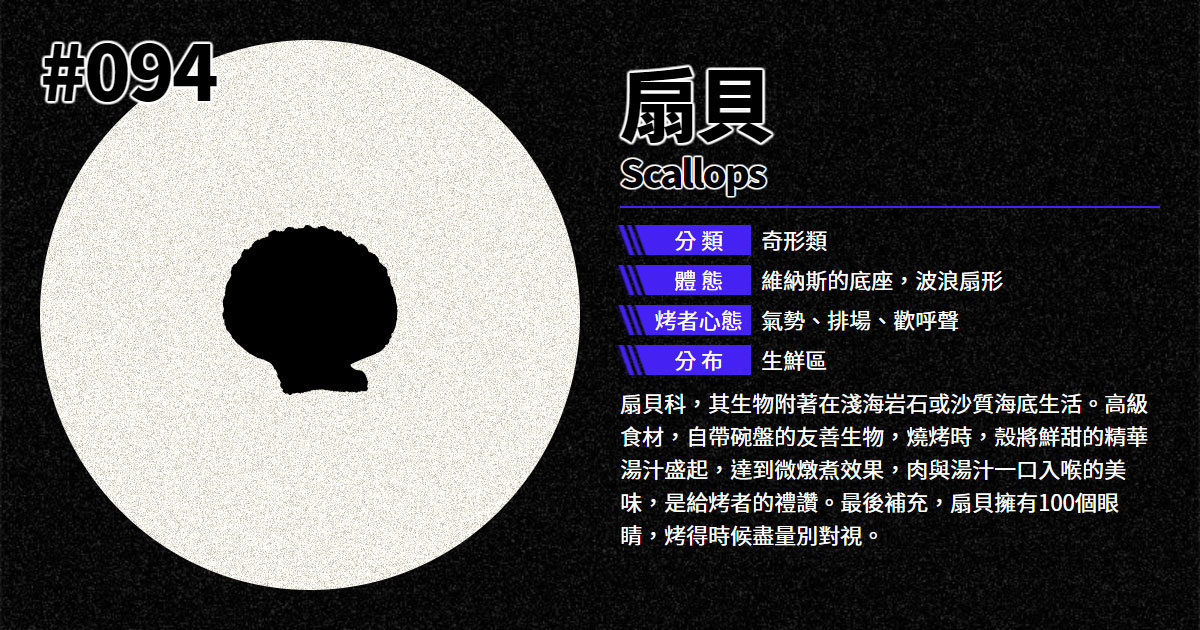 #094
扇貝
Scallops
分類 奇形類
體態 維納斯的底座，波浪扇形
烤者心態 氣勢、排場、歡呼聲
分布 生鮮區
扇貝科，其生物附著在淺海岩石或沙質海底生活。高級
食材，自帶碗盤的友善生物，燒烤時，殼將鮮甜的精華
湯汁盛起，達到微燉煮效果，肉與湯汁一口入喉的美
味，是給烤者的禮讚。最後補充，扇貝擁有100個眼
睛，烤得時候盡量別對視。